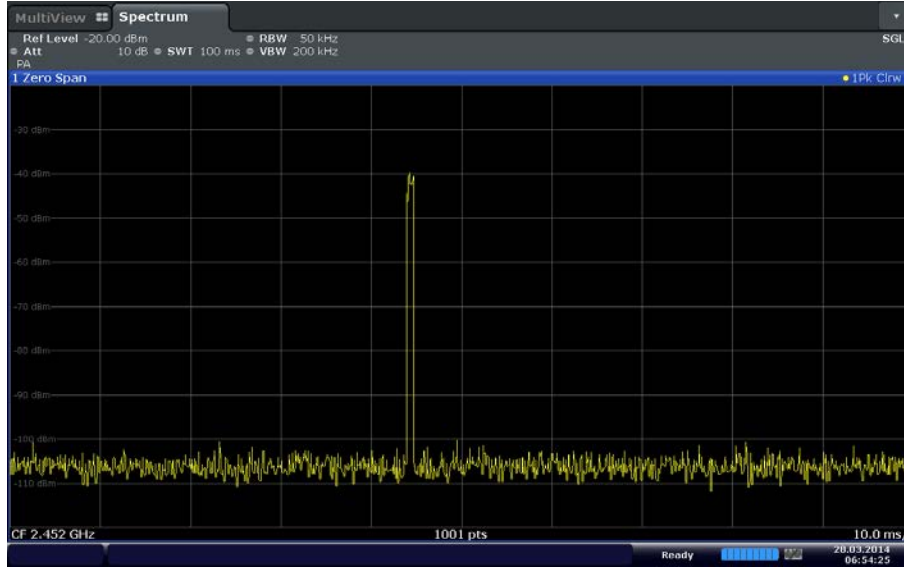 MultiView Spectrum
Ref Level -20.00 dBm RBW 50 kHz SGL
Att 10 dB SWT 100 ms VBW 200 kHz
PA
1 Zero Span 1Pk Clrw
-30 dBm
-40 dBm
-50 dBm
-60 dBm
-70 dBm
-80 dBm
-90 dBm
-100 dBm
-110 dBm
CF 2.452 GHz 1001 pts 10.0 ms/
Ready 28.03.2014
06:54:25